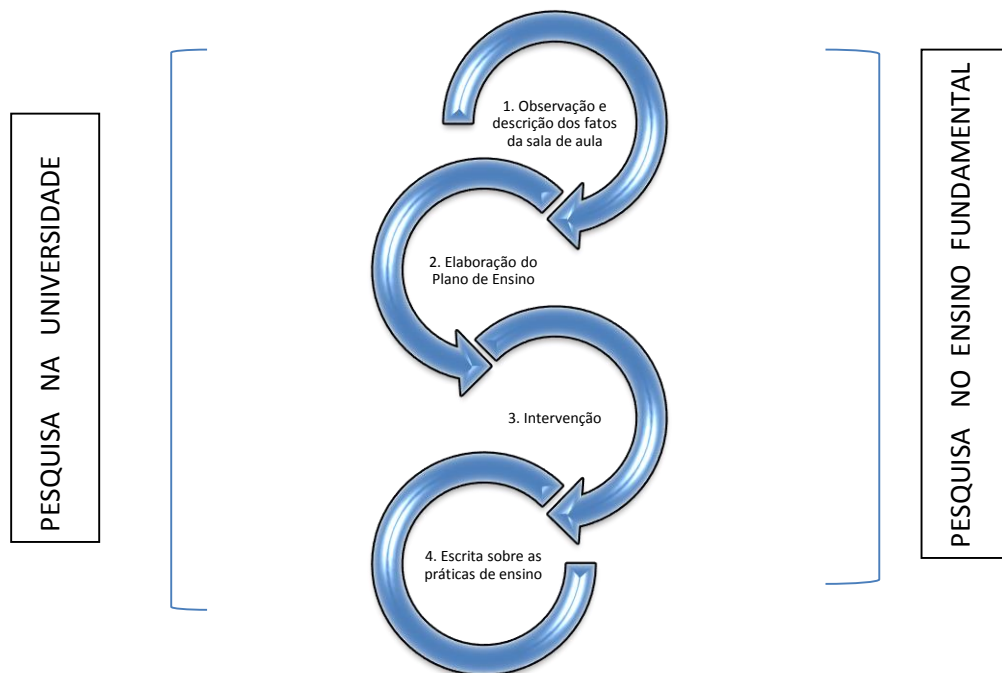 PESQUISA NA UNIVERSIDADE
1. Observação e
descrição dos fatos
da sala de aula
2. Elaboração do
Plano de Ensino
3. Intervenção
4. Escrita sobre as
práticas de ensino
PESQUISA NO ENSINO FUNDAMENTAL